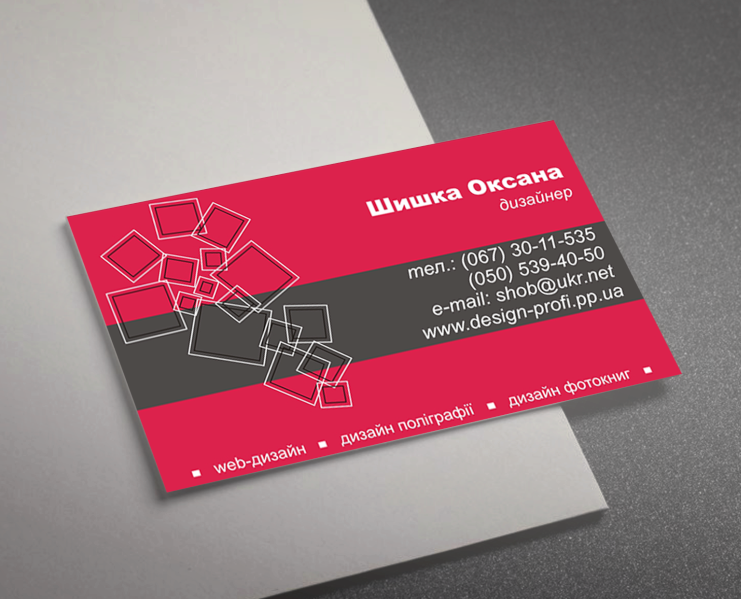 Шишка Оксана
дизайнер
тел.: (067) 30-11-535
(050) 539-40-50
e-mail: shob@ukr.net
www.design-profi.pp.ua
▪ web-дизайн ▪ дизайн поліграфії ▪ дизайн фотокниг ▪